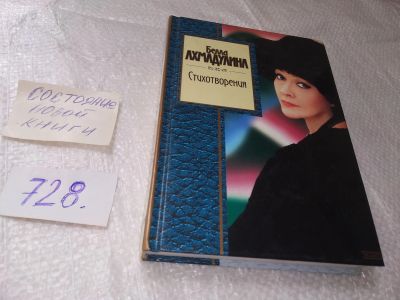 Белла
АХМАДУЛИНА
Стихотворения
СОСТОЯНИЕ
НОВОЙ
КНИГИ
728.